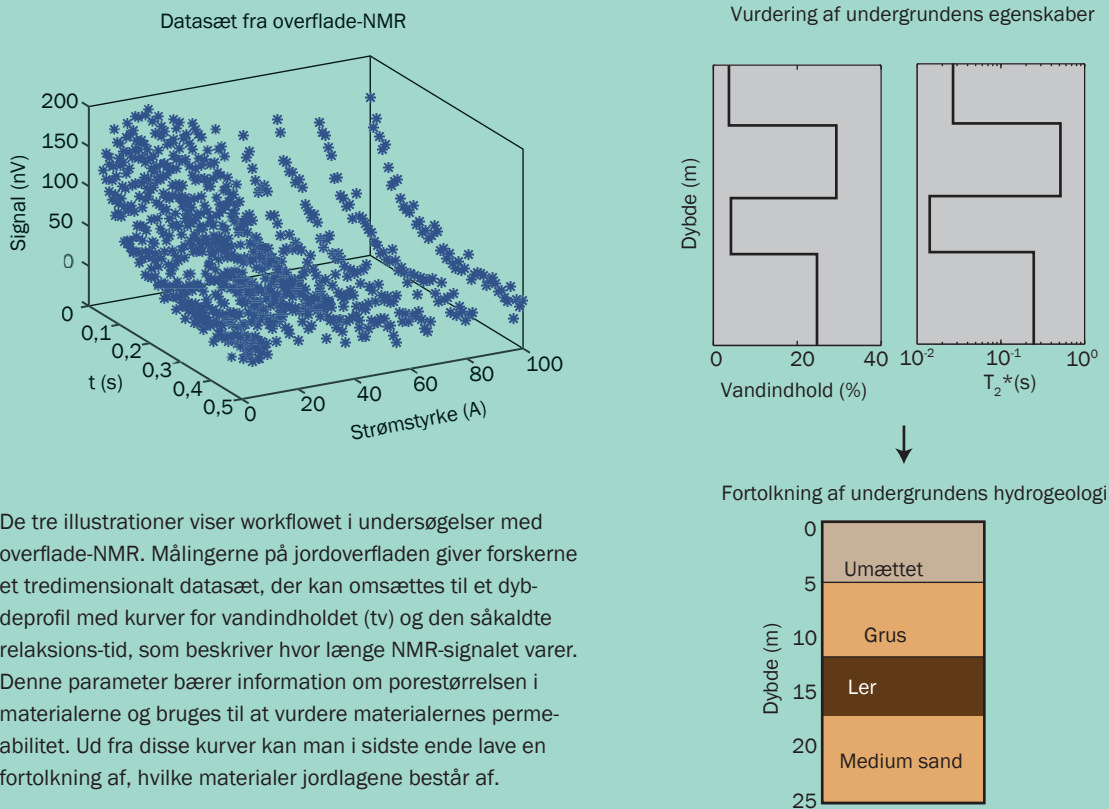 Datasæt fra overflade-NMR
200
150
100
50
0
Signal (nV)
0
0,1
0,2
0,3
0,4
0,5
t (s)
0
20
40
60
80
100
Strømstyrke (A)
Vurdering af undergrundens egenskaber
Dybde (m)
0
20
40
Vandindhold (%)
10⁻²
10⁻¹
10⁰
T₂*(s)
De tre illustrationer viser workflowet i undersøgelser med
overflade-NMR. Målingerne på jordoverfladen giver forskerne
et tredimensionalt datasæt, der kan omsættes til et dyb-
deprofil med kurver for vandindholdet (tv) og den såkaldte
relaksions-tid, som beskriver hvor længe NMR-signalet varer.
Denne parameter bærer information om porestørrelsen i
materialerne og bruges til at vurdere materialernes perme-
abilitet. Ud fra disse kurver kan man i sidste ende lave en
fortolkning af, hvilke materialer jordlagene består af.
Fortolkning af undergrundens hydrogeologi
Dybde (m)
0
5
10
15
20
25
Umættet
Grus
Ler
Medium sand